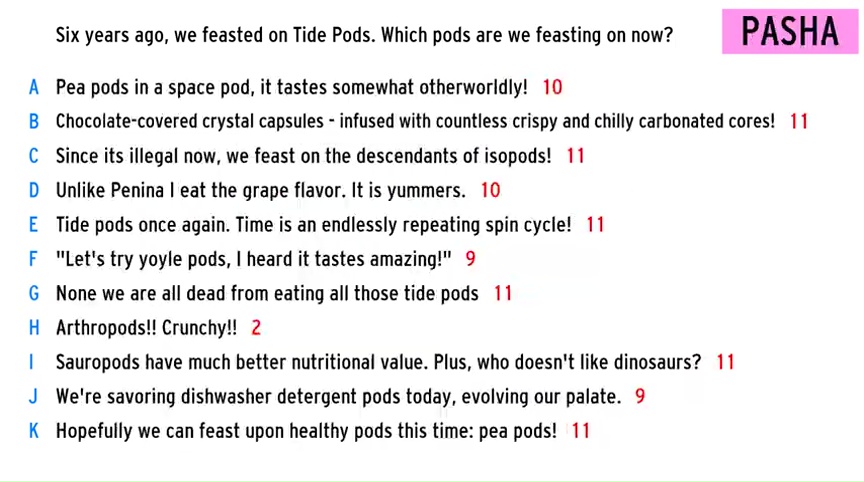 Six years ago, we feasted on Tide Pods. Which pods are we feasting on now?
PASHA
A Pea pods in a space pod, it tastes somewhat otherworldly! 10
B Chocolate-covered crystal capsules - infused with countless crispy and chilly carbonated cores! 11
C Since its illegal now, we feast on the descendants of isopods! 11
D Unlike Penina I eat the grape flavor. It is yummers. 10
E Tide pods once again. Time is an endlessly repeating spin cycle! 11
F "Let's try yoyle pods, I heard it tastes amazing!" 9
G None we are all dead from eating all those tide pods 11
H Arthropods!! Crunchy!! 2
I Sauropods have much better nutritional value. Plus, who doesn't like dinosaurs? 11
J We're savoring dishwasher detergent pods today, evolving our palate. 9
K Hopefully we can feast upon healthy pods this time: pea pods! 11